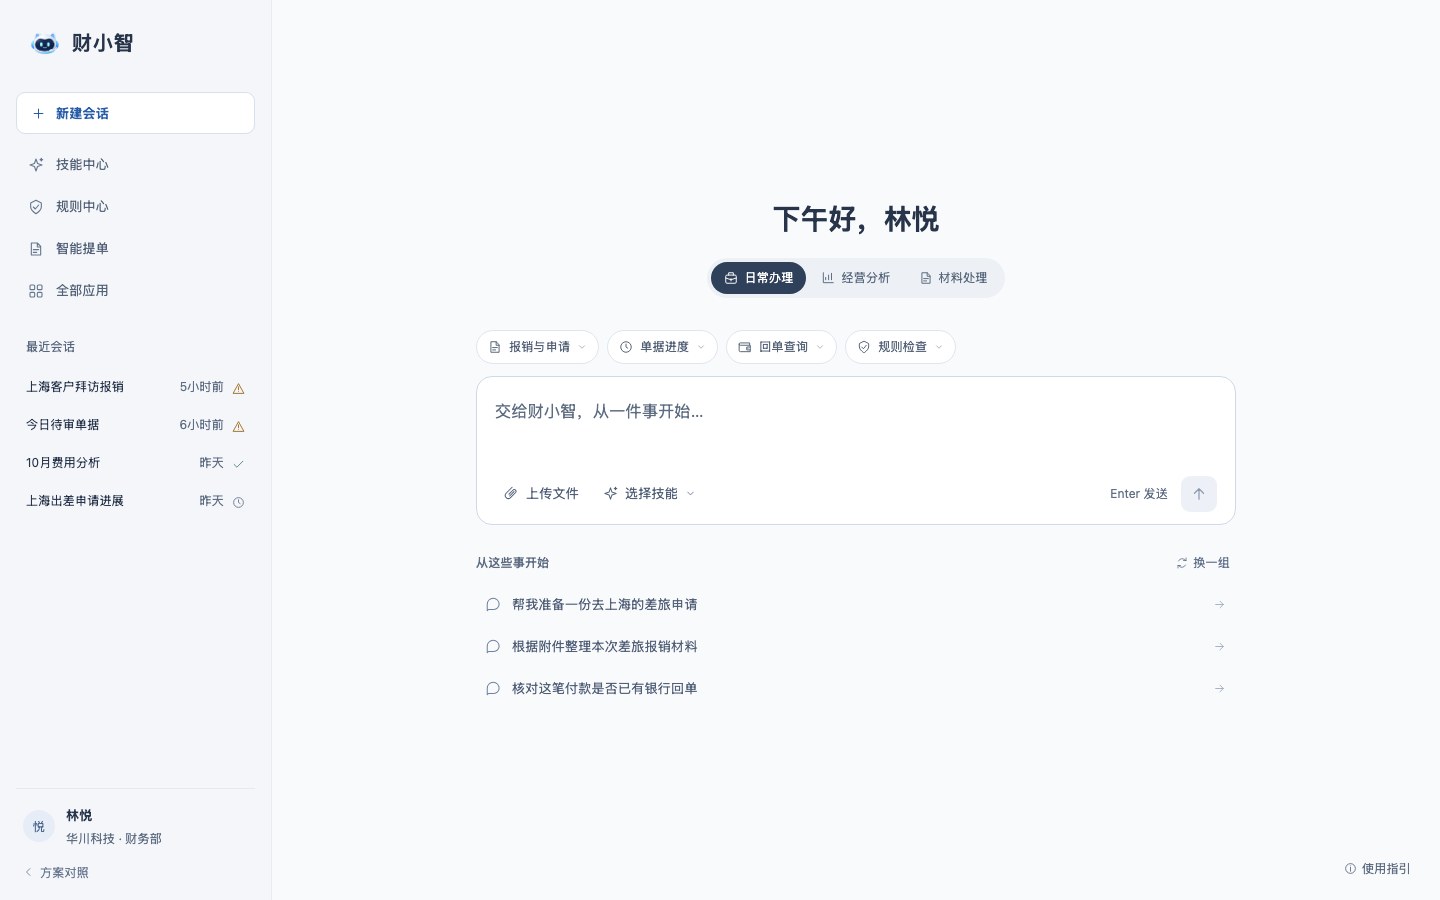 财小智
新建会话
技能中心
规则中心
智能提单
全部应用
最近会话
上海客户拜访报销 5小时前
今日待审单据 6小时前
10月费用分析 昨天
上海出差申请进展 昨天
悦
林悦
华川科技 · 财务部
方案对照
下午好，林悦
日常办理 经营分析 材料处理
报销与申请 单据进度 回单查询 规则检查
交给财小智，从一件事开始...
上传文件 选择技能 Enter 发送
从这些事开始 换一组
帮我准备一份去上海的差旅申请
根据附件整理本次差旅报销材料
核对这笔付款是否已有银行回单
使用指引